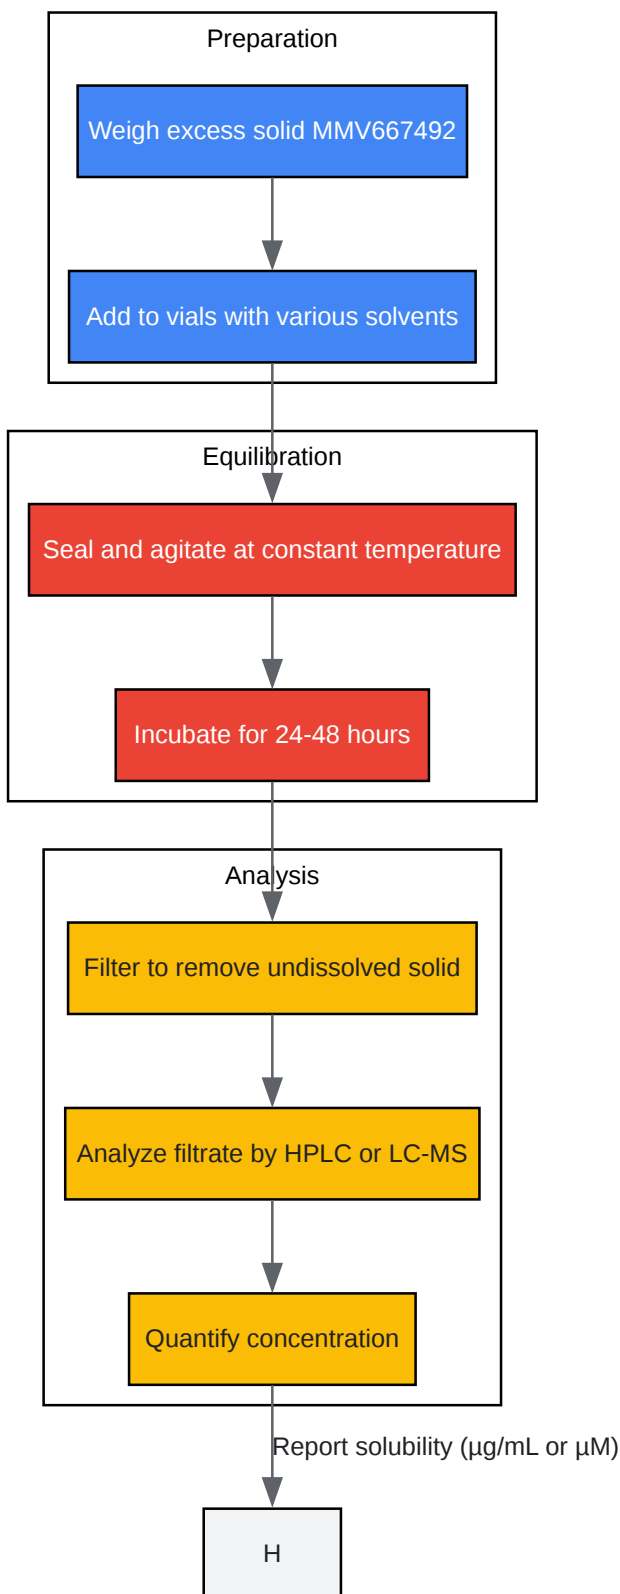 Preparation
Weigh excess solid MMV667492
Add to vials with various solvents
Equilibration
Seal and agitate at constant temperature
Incubate for 24-48 hours
Analysis
Filter to remove undissolved solid
Analyze filtrate by HPLC or LC-MS
Quantify concentration
Report solubility (µg/mL or µM)
H